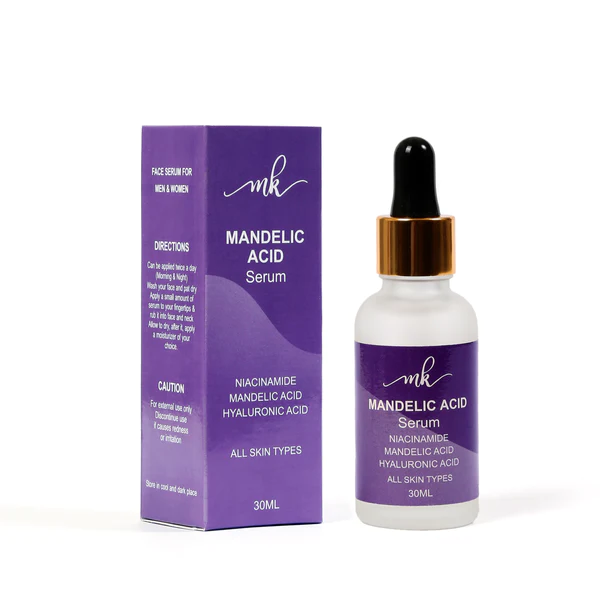 FACE SERUM FOR
MEN & WOMEN
DIRECTIONS
Can be applied twice a day
(Morning & Night)
Wash your face and pat dry
Apply a small amount of
serum to your fingertips &
rub it into face and neck
Allow to dry, after it, apply
a moisturizer of your
choice.
CAUTION
For external use only
Discontinue use
if causes redness
or irritation
Store in cool and dark place
mk
MANDELIC
ACID
Serum
NIACINAMIDE
MANDELIC ACID
HYALURONIC ACID
ALL SKIN TYPES
30ML
mk
MANDELIC ACID
Serum
NIACINAMIDE
MANDELIC ACID
HYALURONIC ACID
ALL SKIN TYPES
30ML